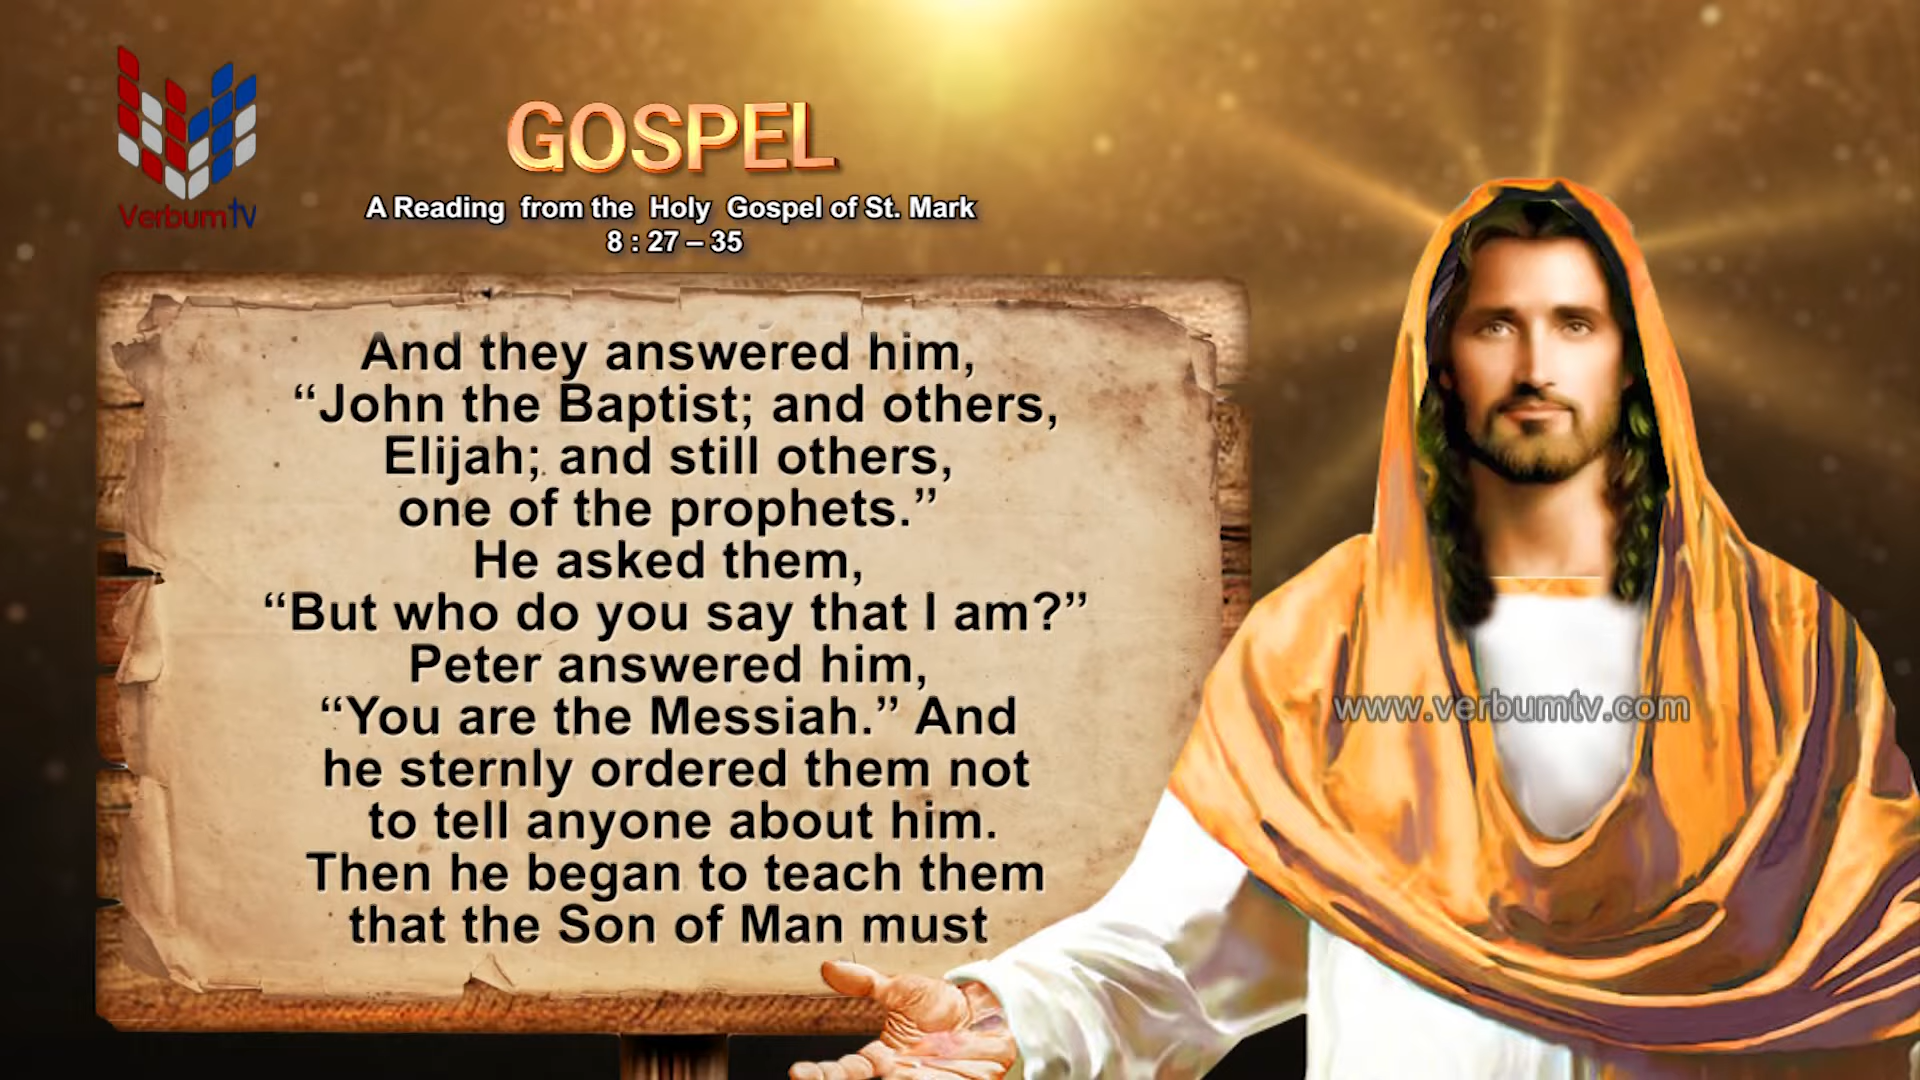 VerbumTV
GOSPEL
A Reading from the Holy Gospel of St. Mark
8 : 27 – 35
And they answered him,
“John the Baptist; and others,
Elijah; and still others,
one of the prophets.”
He asked them,
“But who do you say that I am?”
Peter answered him,
“You are the Messiah.” And
he sternly ordered them not
to tell anyone about him.
Then he began to teach them
that the Son of Man must
www.verbumtv.com